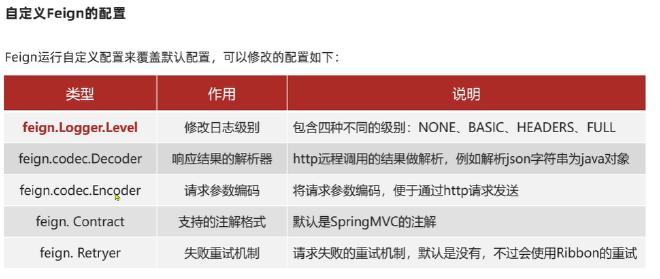 自定义Feign的配置
Feign运行自定义配置来覆盖默认配置，可以修改的配置如下：
类型 作用 说明
feign.Logger.Level 修改日志级别 包含四种不同的级别：NONE、BASIC、HEADERS、FULL
feign.codec.Decoder 响应结果的解析器 http远程调用的结果做解析，例如解析json字符串为java对象
feign.codec.Encoder 请求参数编码 将请求参数编码，便于通过http请求发送
feign. Contract 支持的注解格式 默认是SpringMVC的注解
feign. Retryer 失败重试机制 请求失败的重试机制，默认是没有，不过会使用Ribbon的重试